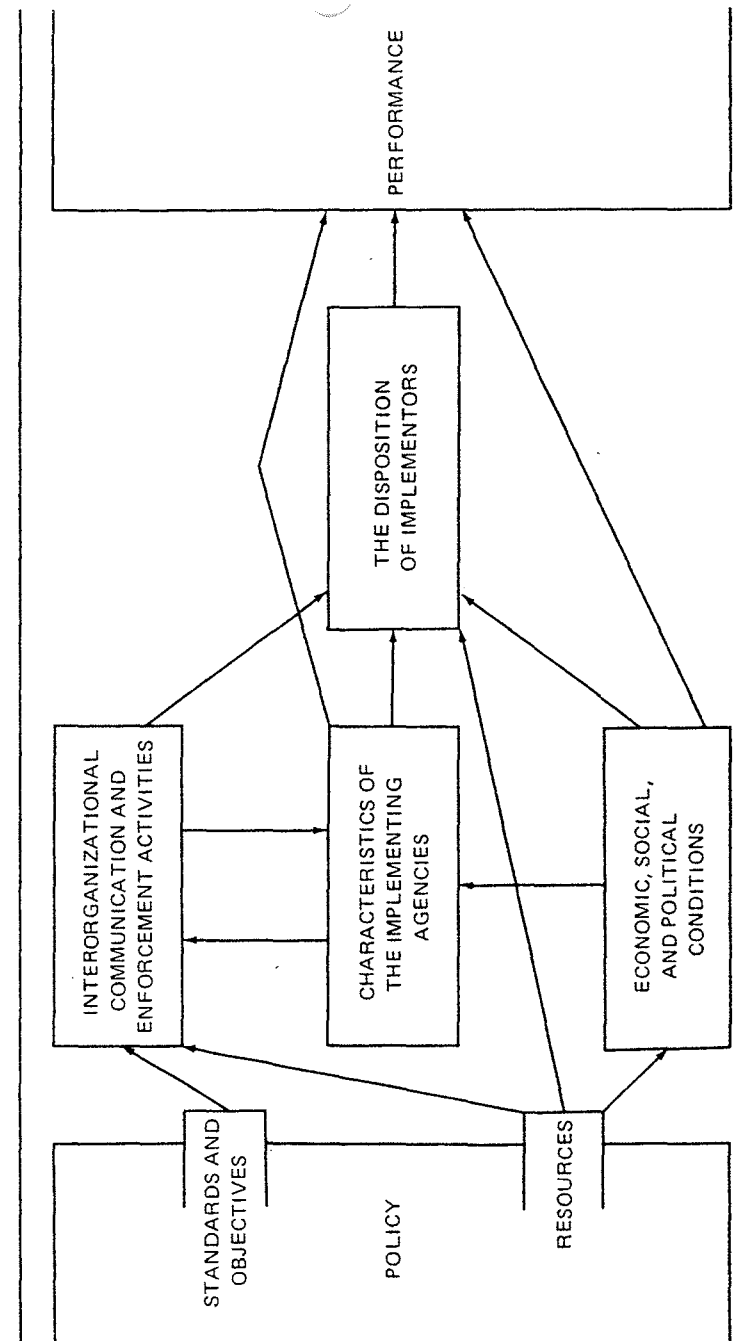 POLICY
STANDARDS AND
OBJECTIVES
RESOURCES
INTERORGANIZATIONAL
COMMUNICATION AND
ENFORCEMENT ACTIVITIES
CHARACTERISTICS OF
THE IMPLEMENTING
AGENCIES
ECONOMIC, SOCIAL,
AND POLITICAL
CONDITIONS
THE DISPOSITION
OF IMPLEMENTORS
PERFORMANCE